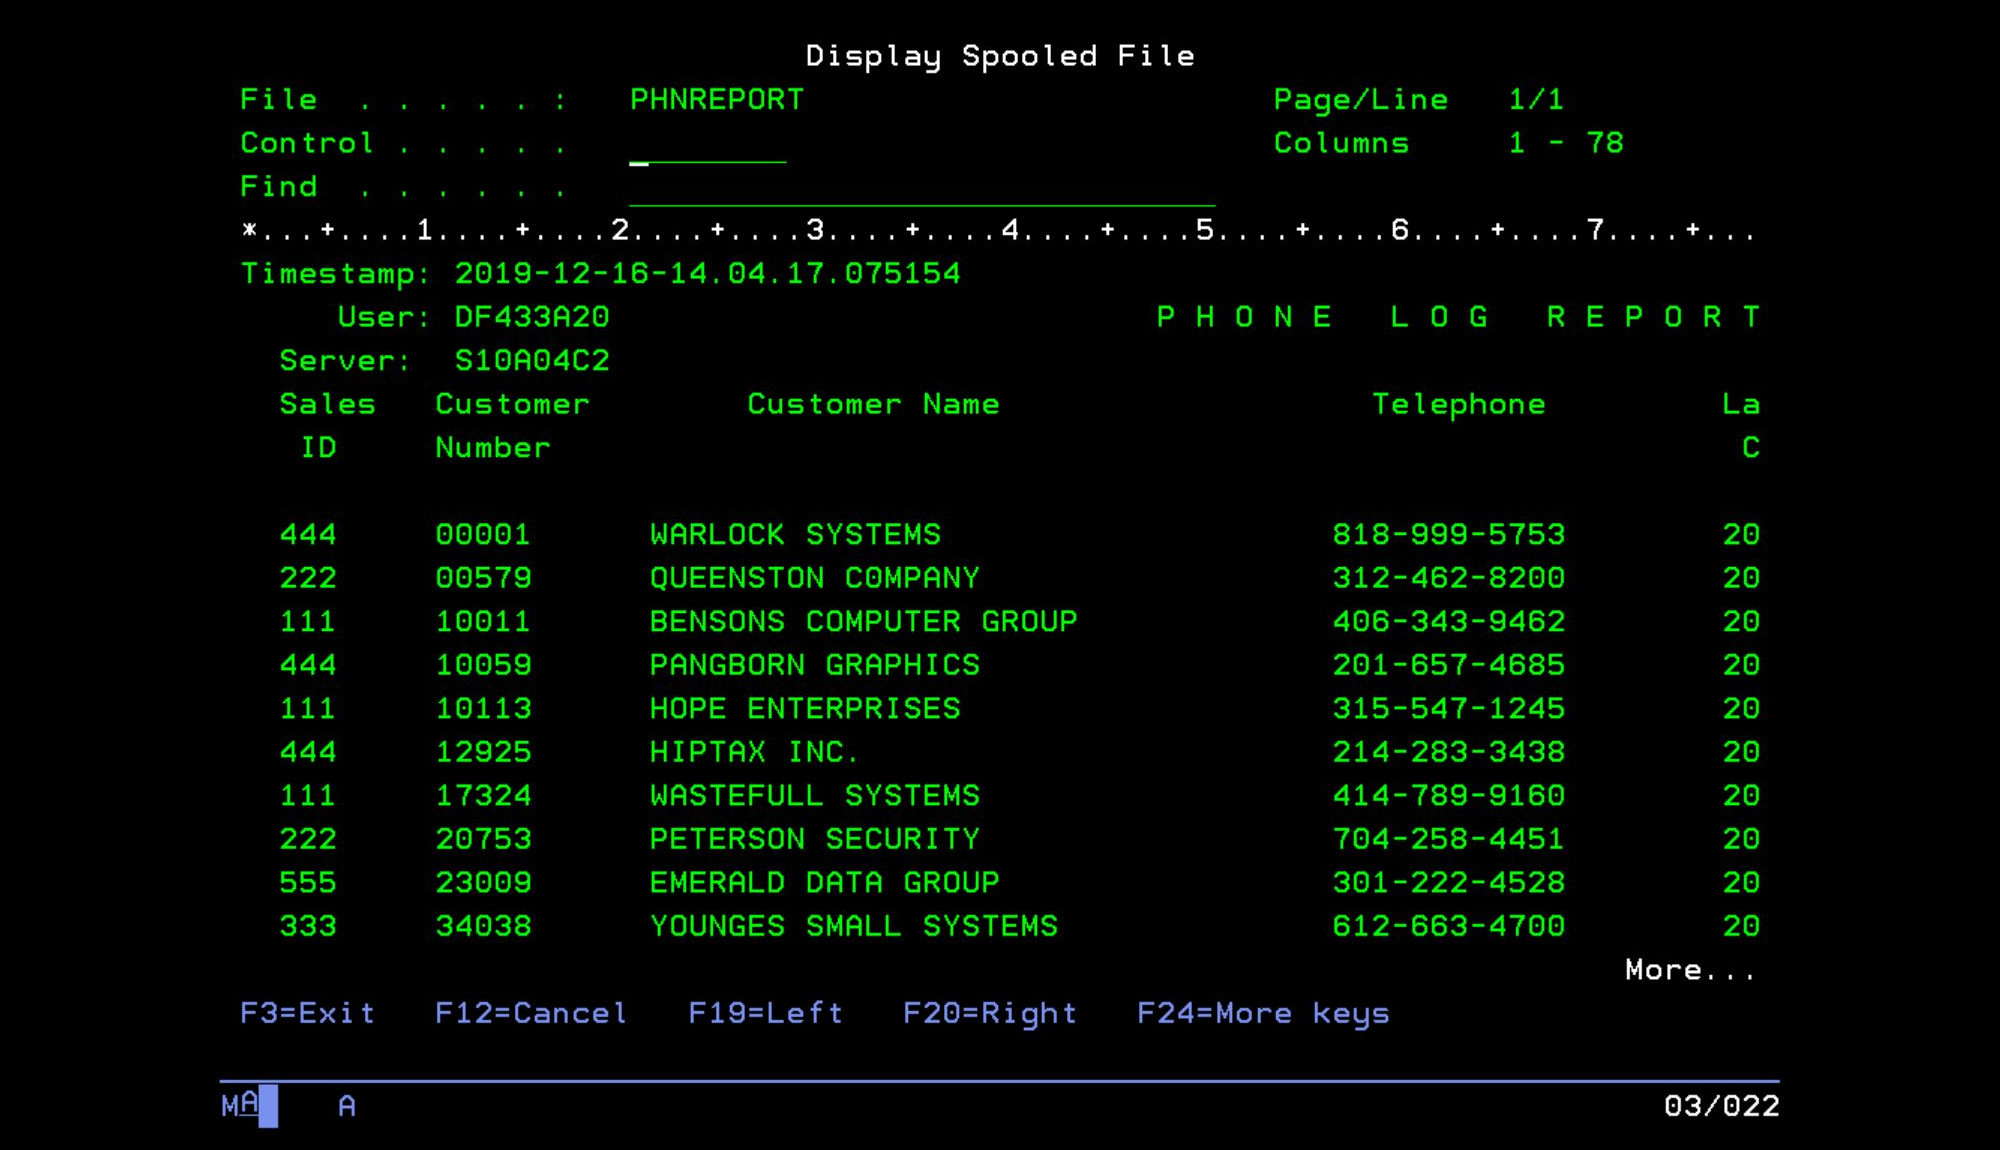 Display Spooled File
File  . . . . . :   PHNREPORT                        Page/Line   1/1
Control . . . . .   ________                         Columns     1 - 78
Find  . . . . . .   ______________________________
*...+....1....+....2....+....3....+....4....+....5....+....6....+....7....+...
Timestamp: 2019-12-16-14.04.17.075154
User: DF433A20                            P H O N E   L O G   R E P O R T
Server:  S10A04C2
Sales   Customer        Customer Name                   Telephone         La
ID     Number                                                             C
444     00001      WARLOCK SYSTEMS                    818-999-5753        20
222     00579      QUEENSTON COMPANY                  312-462-8200        20
111     10011      BENSONS COMPUTER GROUP             406-343-9462        20
444     10059      PANGBORN GRAPHICS                  201-657-4685        20
111     10113      HOPE ENTERPRISES                   315-547-1245        20
444     12925      HIPTAX INC.                        214-283-3438        20
111     17324      WASTEFULL SYSTEMS                  414-789-9160        20
222     20753      PETERSON SECURITY                  704-258-4451        20
555     23009      EMERALD DATA GROUP                 301-222-4528        20
333     34038      YOUNGES SMALL SYSTEMS              612-663-4700        20
More...
F3=Exit   F12=Cancel   F19=Left   F20=Right   F24=More keys
MA    A                                                              03/022